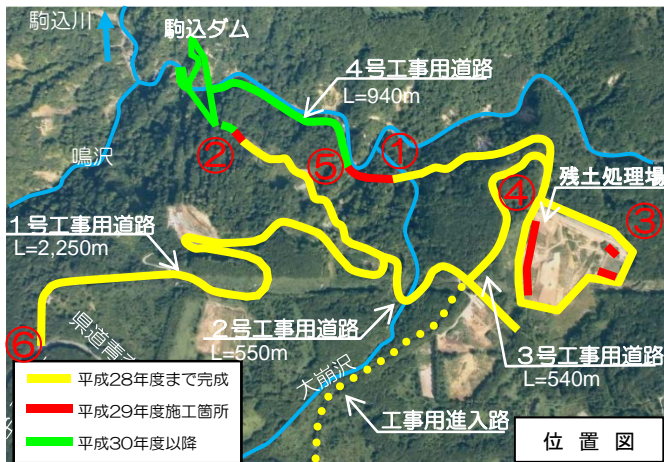 駒込川
駒込ダム
4号工事用道路
L=940m
鳴沢
②
⑤
①
④
残土処理場
③
1号工事用道路
L=2,250m
2号工事用道路
L=550m
3号工事用道路
L=540m
⑥
県道青
大崩沢
工事用進入路
平成28年度まで完成
平成29年度施工箇所
平成30年度以降
位置図